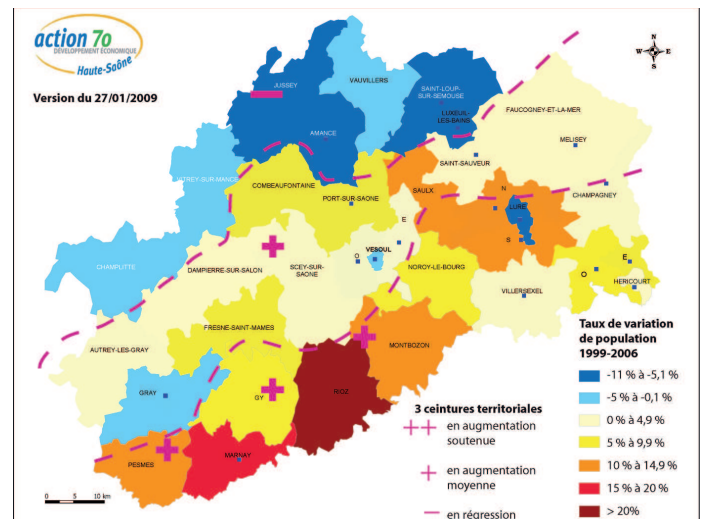 action 70
DÉVELOPPEMENT ÉCONOMIQUE
Haute-Saône
Version du 27/01/2009
N
W E
S
JUSSEY
VAUVILLERS
SAINT-LOUP-
SUR-SEMOUSE
LUXEUIL-
LES-BAINS
FAUCOGNEY-ET-LA-MER
AMANCE
MELISEY
SAINT-SAUVEUR
VITREY-SUR-MANCE
COMBEAUFONTAINE
SAULX
N
CHAMPAGNEY
PORT-SUR-SAONE
LURE
E
S
CHAMPLITTE
DAMPIERRE-SUR-SALON
SCEY-SUR-
SAONE
O
VESOUL
NOROY-LE-BOURG
O
E
HERICOURT
VILLERSEXEL
FRESNE-SAINT-MAMES
AUTREY-LES-GRAY
MONTBOZON
GRAY
GY
RIOZ
PESMES
MARNAY
0 5 10 km
3 ceintures territoriales
en augmentation
soutenue
en augmentation
moyenne
en régression
Taux de variation
de population
1999-2006
-11 % à -5,1 %
-5 % à -0,1 %
0 % à 4,9 %
5 % à 9,9 %
10 % à 14,9 %
15 % à 20 %
> 20%